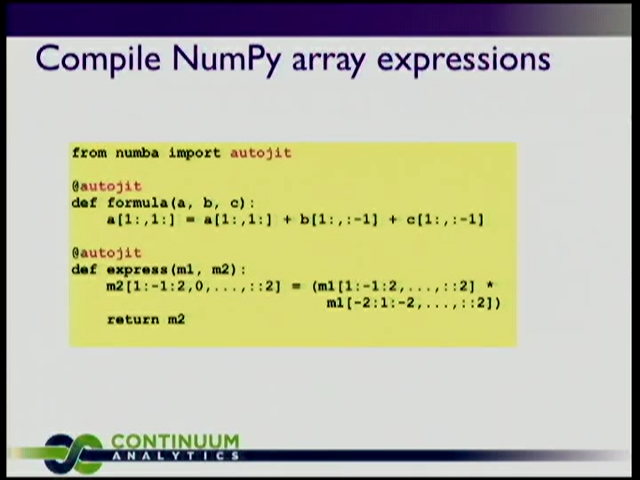 Compile NumPy array expressions
from numba import autojit
@autojit
def formula(a, b, c):
a[1:,1:] = a[1:,1:] + b[1:,:-1] + c[1:,:-1]
@autojit
def express(m1, m2):
m2[1:-1:2,0,...,::2] = (m1[1:-1:2,...,::2] *
m1[-2:1:-2,...,::2])
return m2
CONTINUUM
ANALYTICS